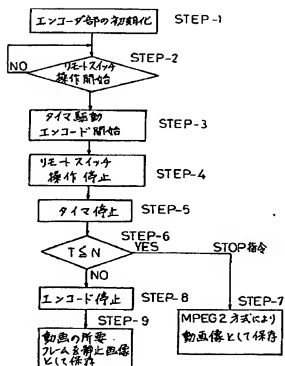 エンコーダ部の初期化
STEP-1
STEP-2
NO
リモートスイッチ
操作開始
タイマ駆動
エンコード開始
STEP-3
リモートスイッチ
操作停止
STEP-4
タイマ停止
STEP-5
STEP-6
T≦N
YES
STOP指令
NO
エンコード停止
STEP-8
STEP-7
MPEG2方式により
動画像として保存
STEP-9
動画の所要
フレームを静止画像
として保存